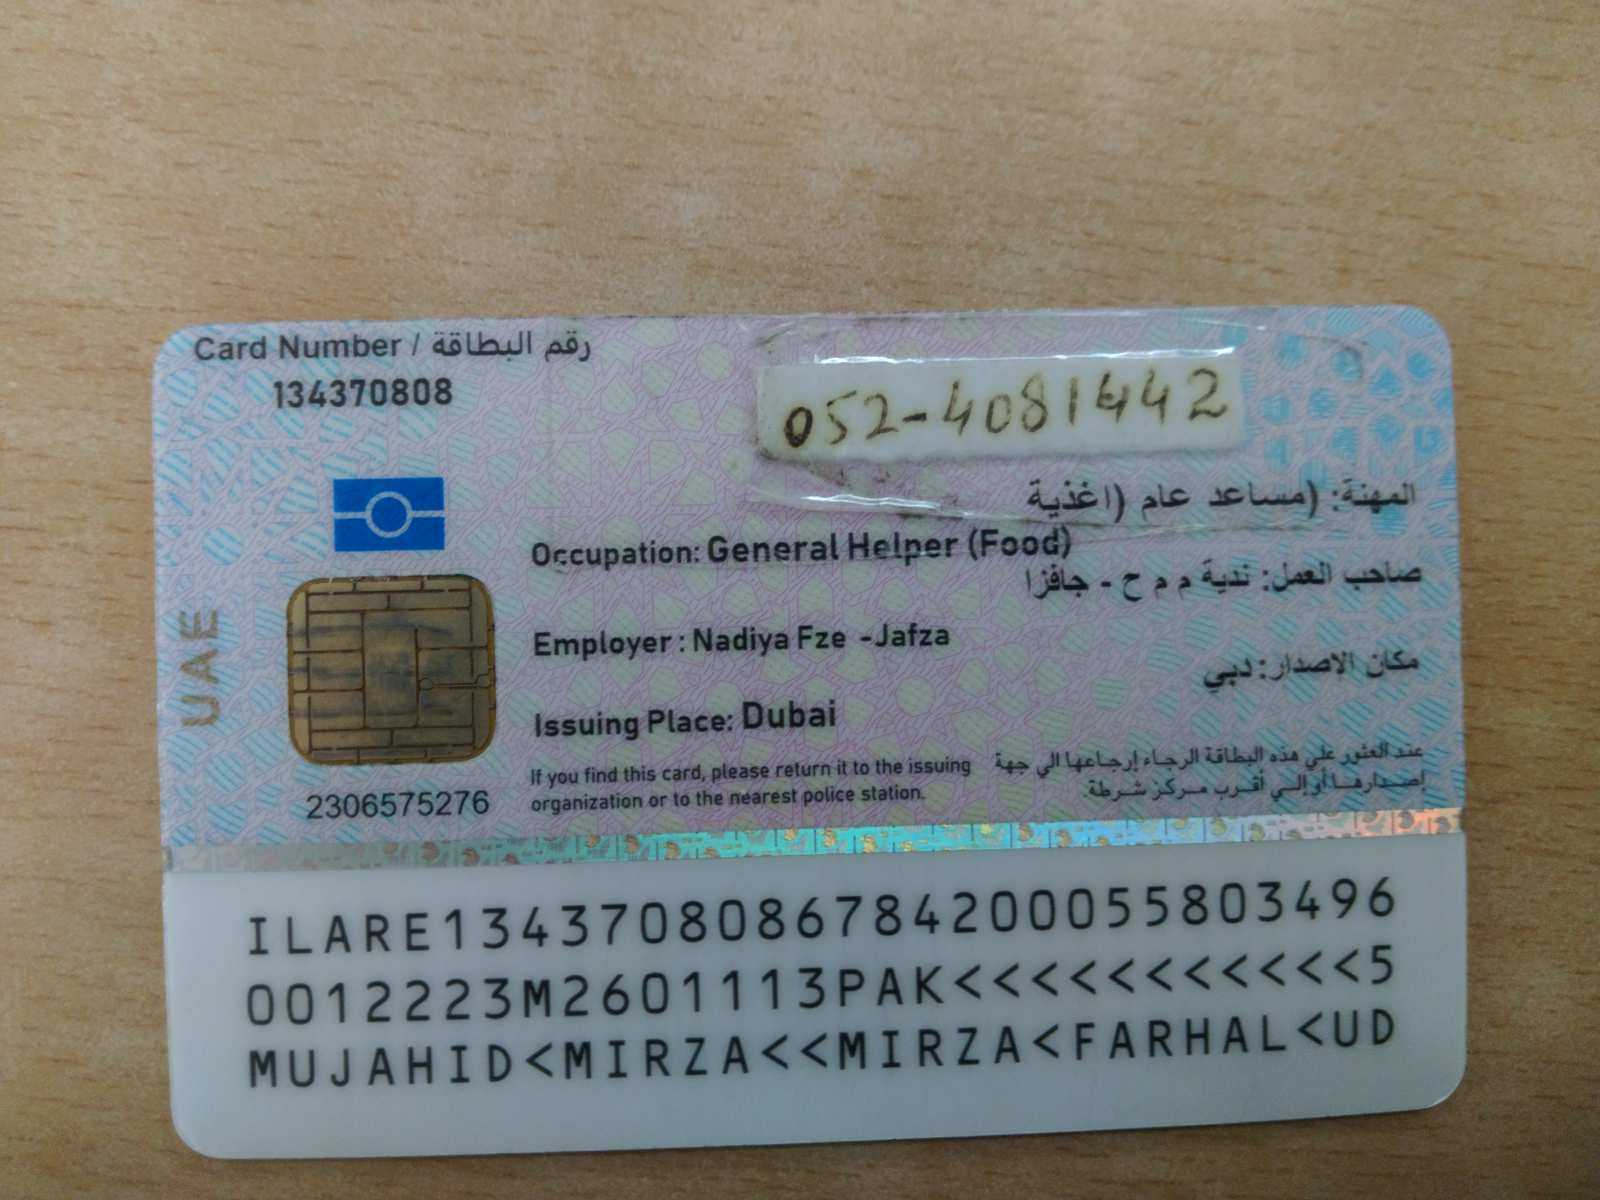 Card Number / رقم البطاقة
134370808
052-4081442
المهنة: (مساعد عام (اغذية
Occupation: General Helper (Food)
صاحب العمل: ندية م م ح - جافزا
Employer : Nadiya Fze -Jafza
مكان الاصدار: دبي
Issuing Place: Dubai
UAE
If you find this card, please return it to the issuing
organization or to the nearest police station.
عند العثور علي هذه البطاقة الرجاء إرجاعها الي جهة
إصدارها أو إلي أقرب مركز شرطة.
2306575276
ILARE1343708086784200055803496
0012223M2601113PAK<<<<<<<<<<<5
MUJAHID<MIRZA<<MIRZA<FARHAL<UD